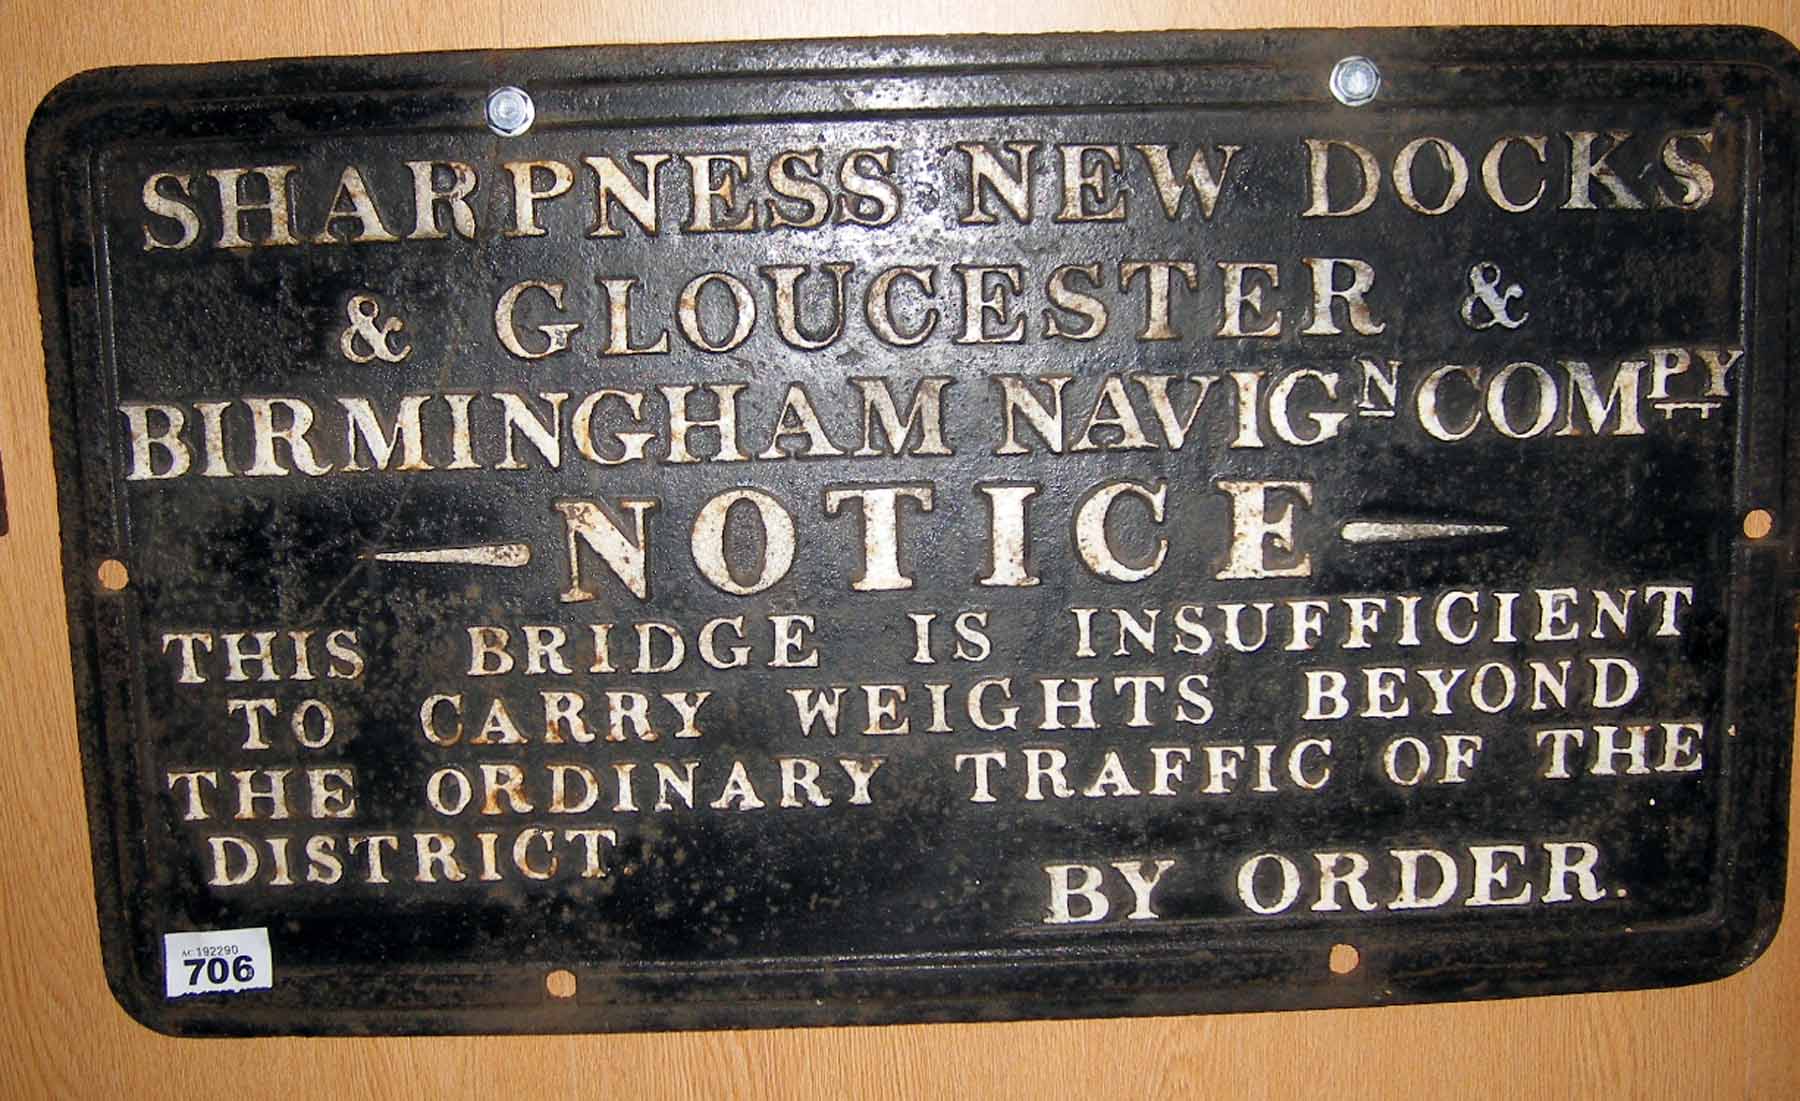 SHARPNESS NEW DOCKS
& GLOUCESTER &
BIRMINGHAM NAVIGN COMPY
NOTICE
THIS BRIDGE IS INSUFFICIENT
TO CARRY WEIGHTS BEYOND
THE ORDINARY TRAFFIC OF THE
DISTRICT.
BY ORDER.
AC 192290
706